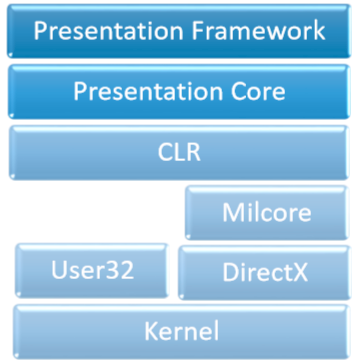 Presentation Framework
Presentation Core
CLR
Milcore
User32
DirectX
Kernel